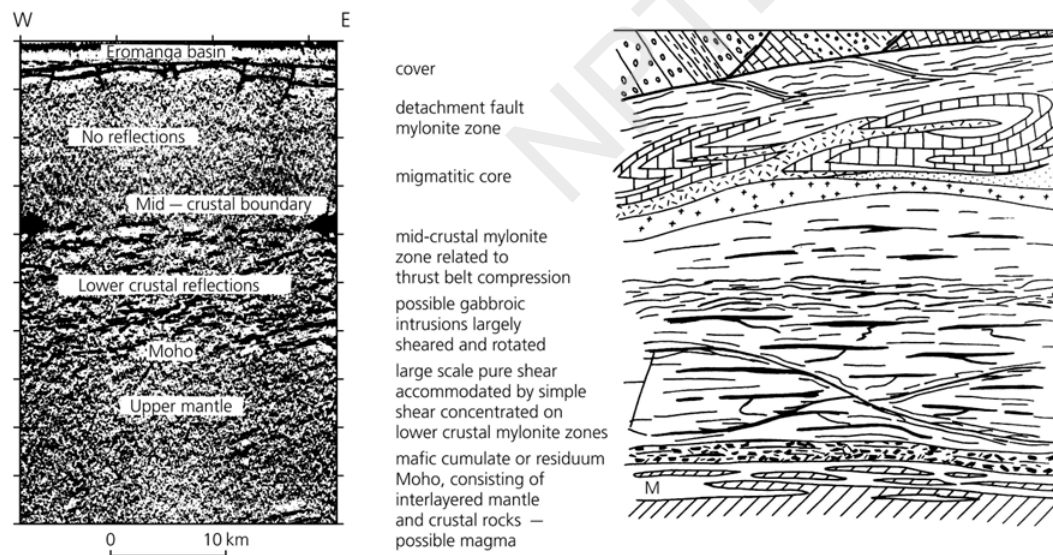 W
E
Eromanga basin
No reflections
Mid — crustal boundary
Lower crustal reflections
Moho
Upper mantle
0
10 km
cover
detachment fault
mylonite zone
migmatitic core
mid-crustal mylonite
zone related to
thrust belt compression
possible gabbroic
intrusions largely
sheared and rotated
large scale pure shear
accommodated by simple
shear concentrated on
lower crustal mylonite zones
mafic cumulate or residuum
Moho, consisting of
interlayered mantle
and crustal rocks —
possible magma
M